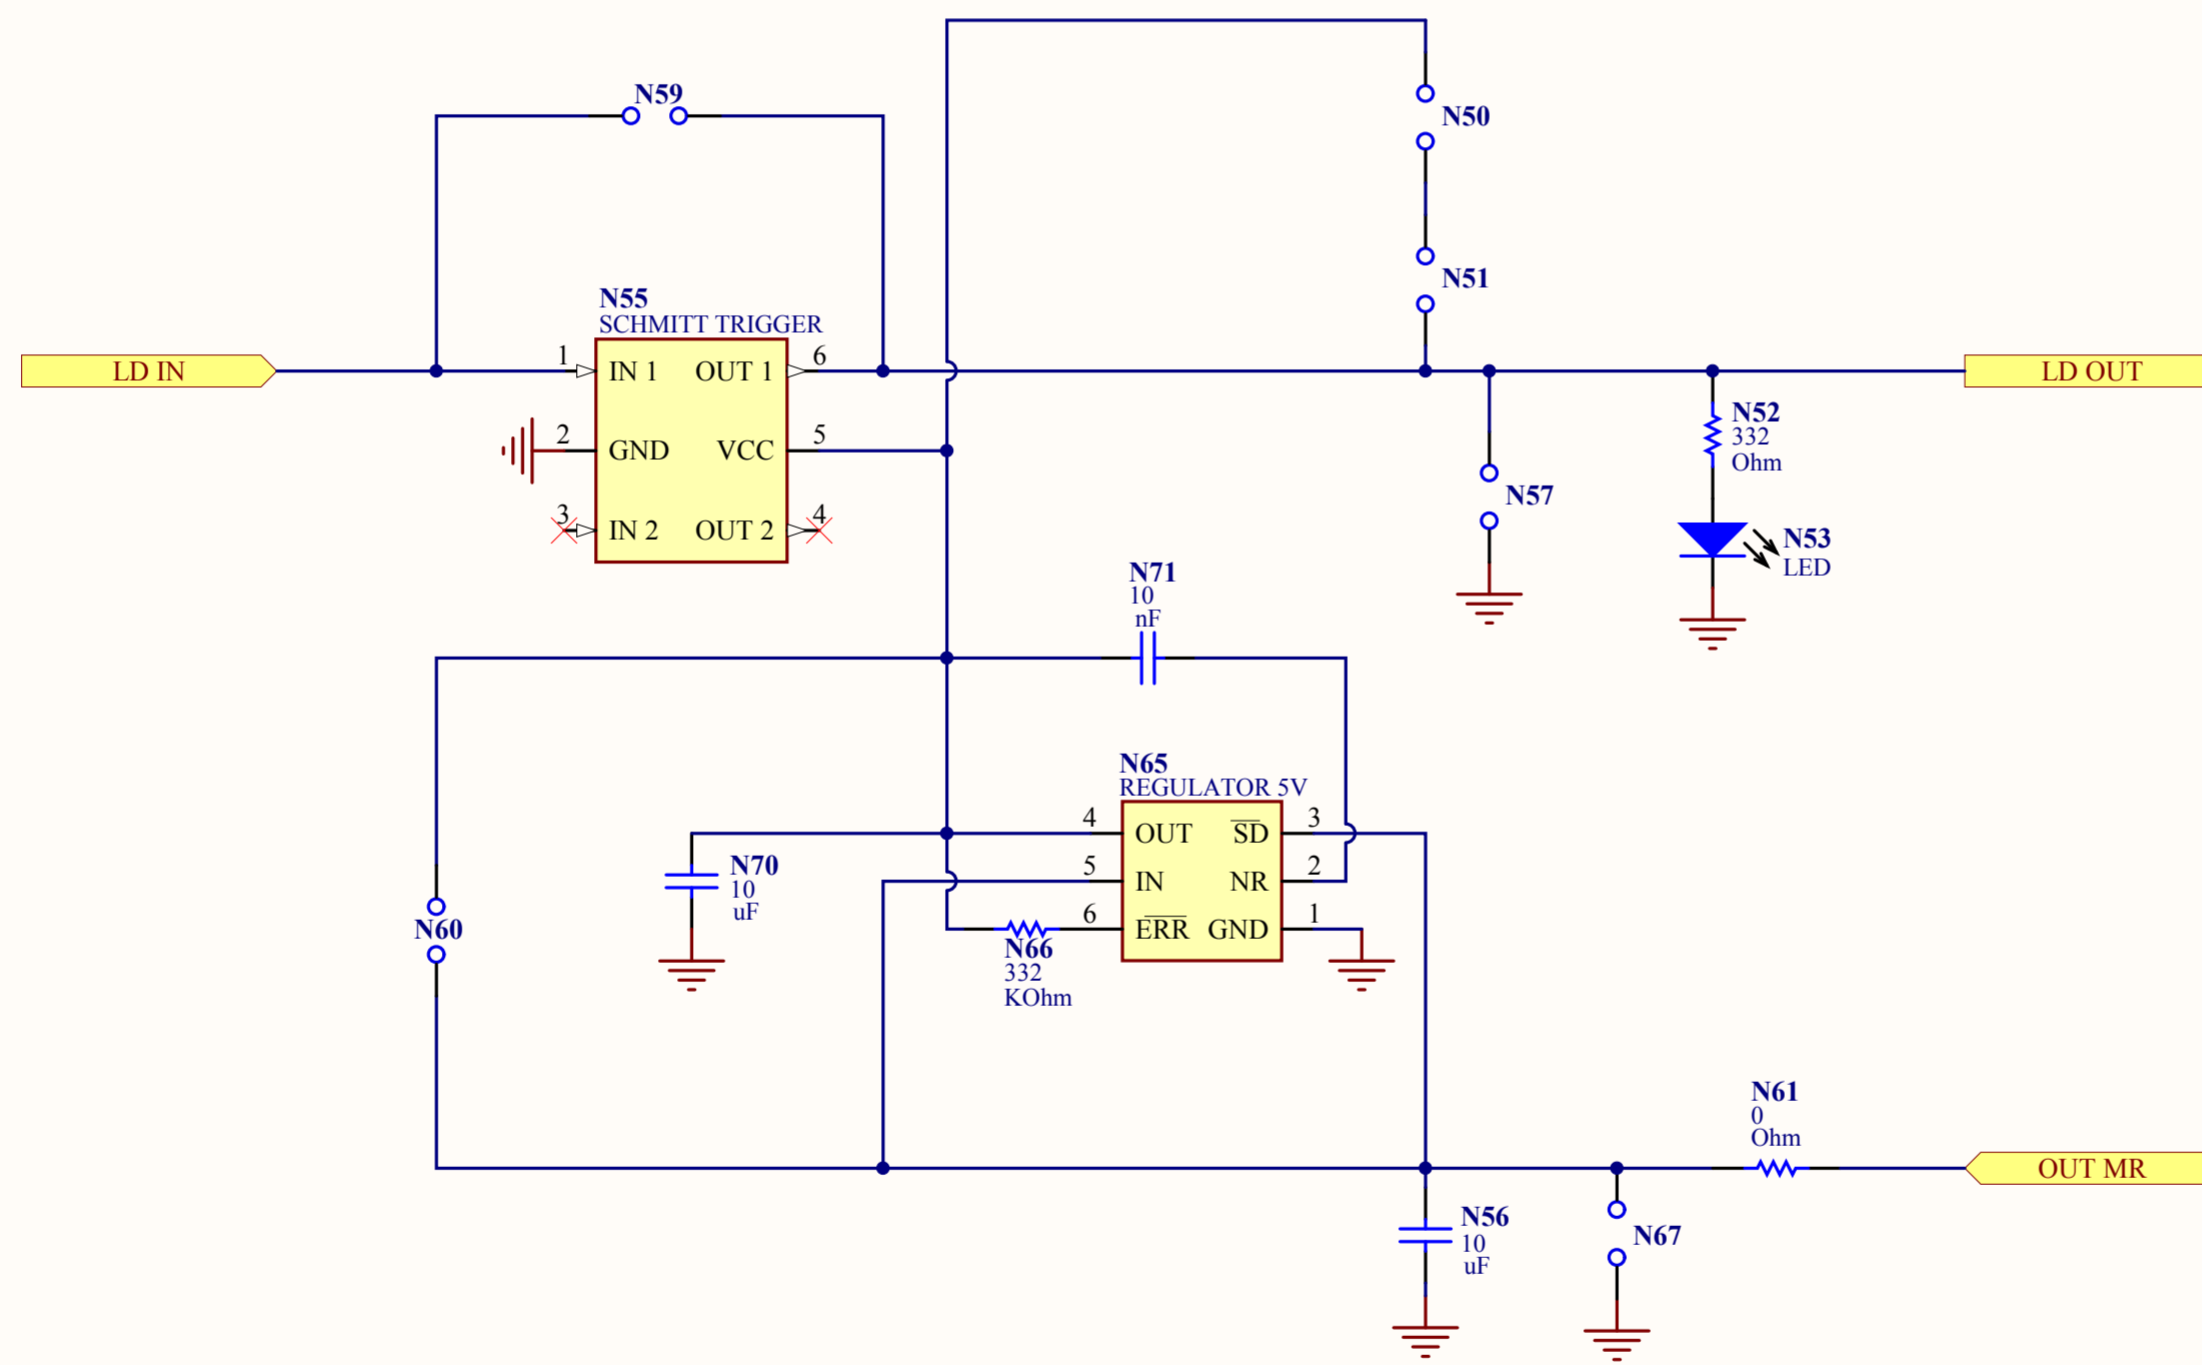 N59
N50
N51
N55
SCHMITT TRIGGER
LD IN
1
IN 1
OUT 1
6
LD OUT
2
GND
VCC
5
3
IN 2
OUT 2
4
N52
332
Ohm
N57
N53
LED
N71
10
nF
N65
REGULATOR 5V
4
OUT
SD
3
5
IN
NR
2
6
ERR
GND
1
N70
10
uF
N60
N66
332
KOhm
N61
0
Ohm
OUT MR
N56
10
uF
N67